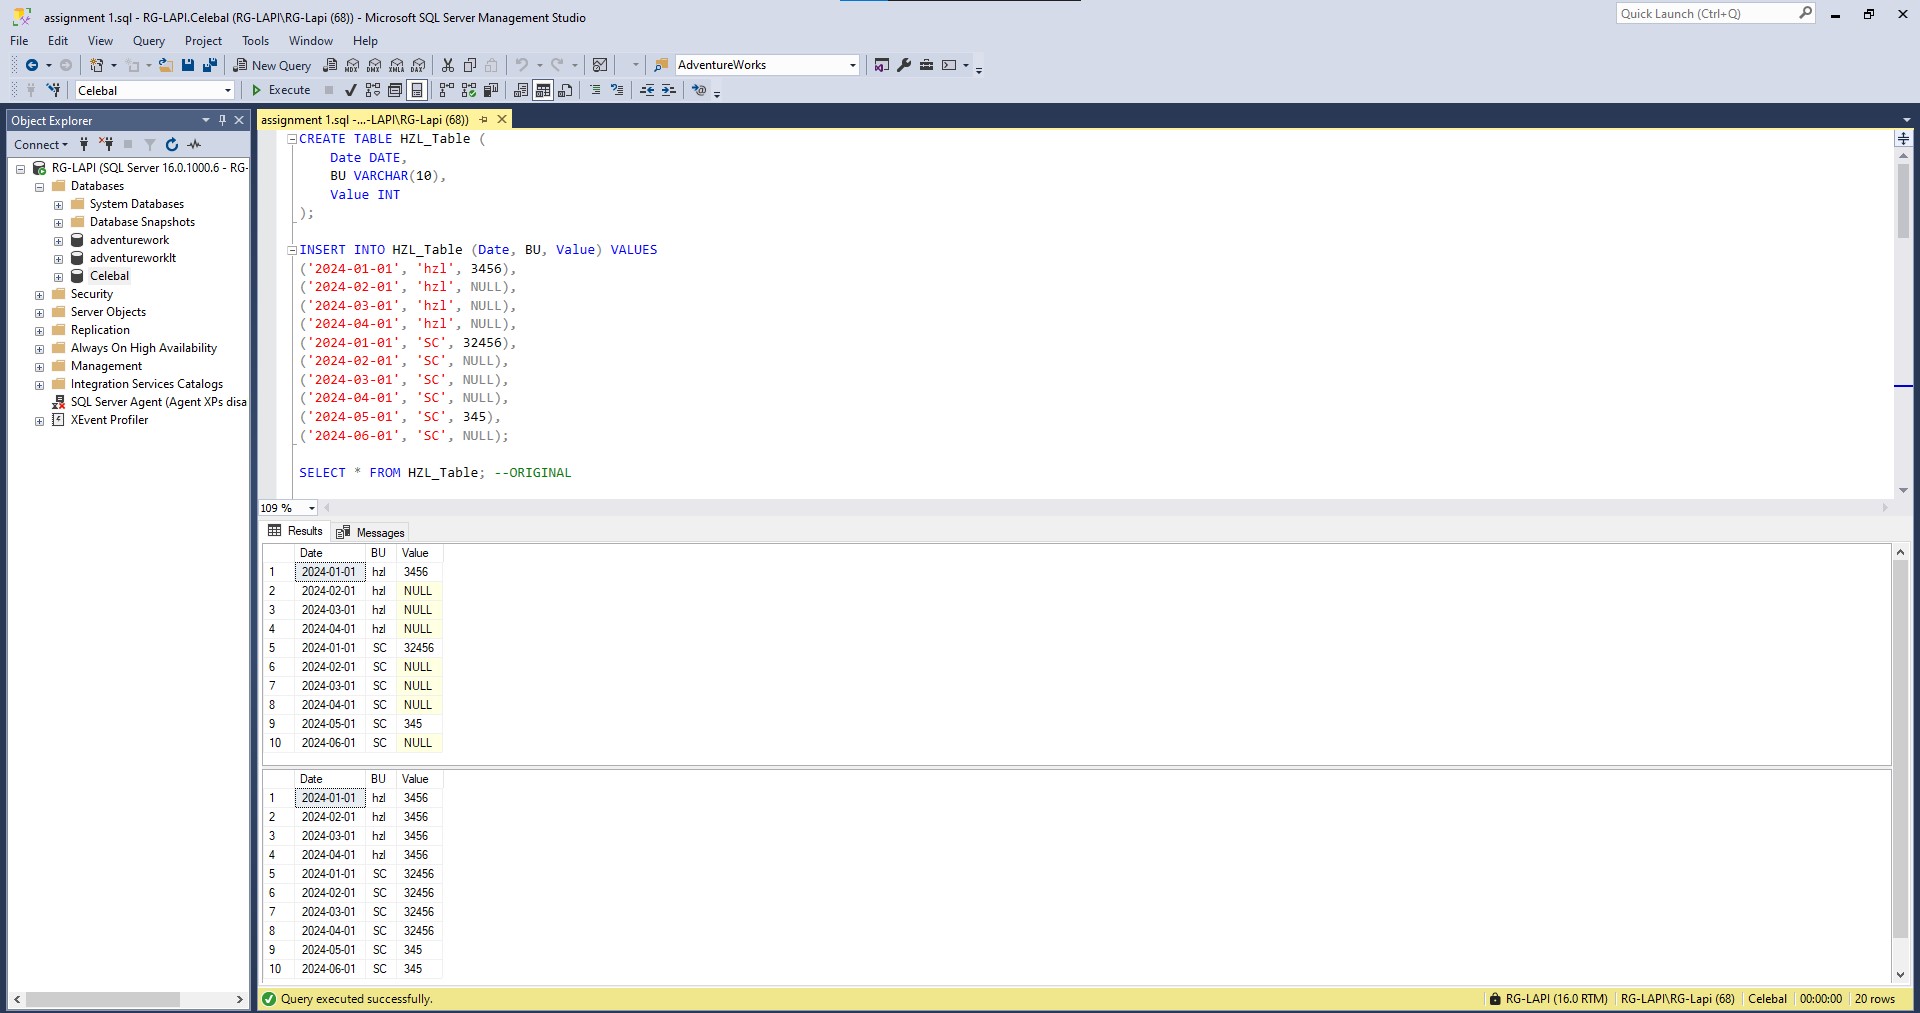 assignment 1.sql - RG-LAPI.Celebal (RG-LAPI\RG-Lapi (68)) - Microsoft SQL Server Management Studio
Quick Launch (Ctrl+Q)
File Edit View Query Project Tools Window Help
New Query MDX DMX XMLA DAX AdventureWorks
Celebal Execute
Object Explorer
Connect
RG-LAPI (SQL Server 16.0.1000.6 - RG-
Databases
System Databases
Database Snapshots
adventurework
adventureworklt
Celebal
Security
Server Objects
Replication
Always On High Availability
Management
Integration Services Catalogs
SQL Server Agent (Agent XPs disa
XEvent Profiler
assignment 1.sql -...-LAPI\RG-Lapi (68))
CREATE TABLE HZL_Table (
Date DATE,
BU VARCHAR(10),
Value INT
);
INSERT INTO HZL_Table (Date, BU, Value) VALUES
('2024-01-01', 'hzl', 3456),
('2024-02-01', 'hzl', NULL),
('2024-03-01', 'hzl', NULL),
('2024-04-01', 'hzl', NULL),
('2024-01-01', 'SC', 32456),
('2024-02-01', 'SC', NULL),
('2024-03-01', 'SC', NULL),
('2024-04-01', 'SC', NULL),
('2024-05-01', 'SC', 345),
('2024-06-01', 'SC', NULL);
SELECT * FROM HZL_Table; --ORIGINAL
109 %
Results Messages
Date BU Value
1 2024-01-01 hzl 3456
2 2024-02-01 hzl NULL
3 2024-03-01 hzl NULL
4 2024-04-01 hzl NULL
5 2024-01-01 SC 32456
6 2024-02-01 SC NULL
7 2024-03-01 SC NULL
8 2024-04-01 SC NULL
9 2024-05-01 SC 345
10 2024-06-01 SC NULL
Date BU Value
1 2024-01-01 hzl 3456
2 2024-02-01 hzl 3456
3 2024-03-01 hzl 3456
4 2024-04-01 hzl 3456
5 2024-01-01 SC 32456
6 2024-02-01 SC 32456
7 2024-03-01 SC 32456
8 2024-04-01 SC 32456
9 2024-05-01 SC 345
10 2024-06-01 SC 345
Query executed successfully. RG-LAPI (16.0 RTM) RG-LAPI\RG-Lapi (68) Celebal 00:00:00 20 rows